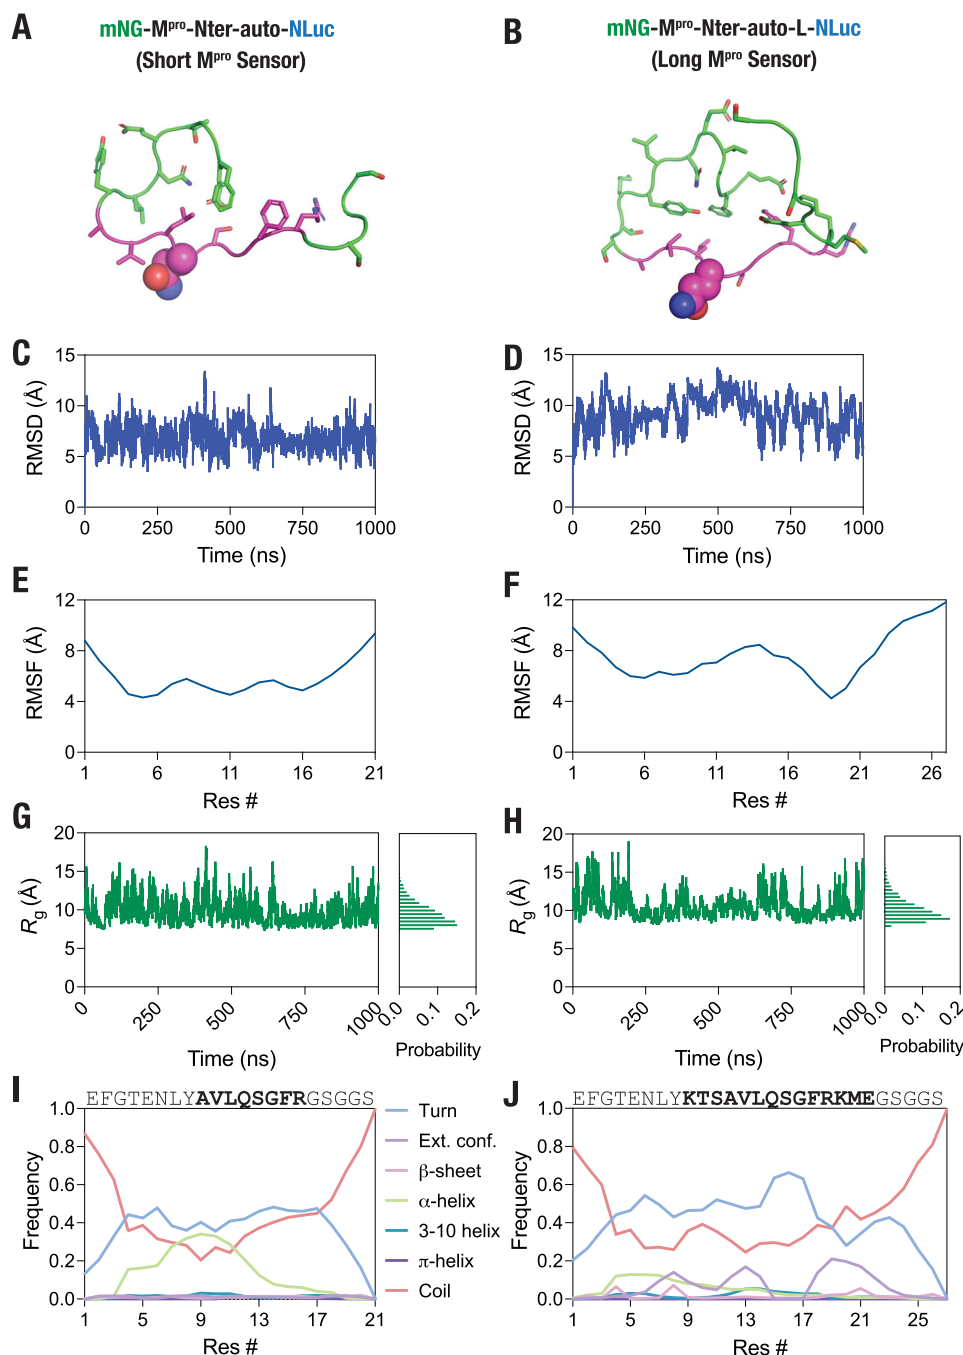 A
mNG-Mpro-Nter-auto-NLuc
(Short Mpro Sensor)
B
mNG-Mpro-Nter-auto-L-NLuc
(Long Mpro Sensor)
C
RMSD (Å)
15
10
5
0
0 250 500 750 1000
Time (ns)
D
RMSD (Å)
15
10
5
0
0 250 500 750 1000
Time (ns)
E
RMSF (Å)
12
8
4
0
1 6 11 16 21
Res #
F
RMSF (Å)
12
8
4
0
1 6 11 16 21 26
Res #
G
Rg (Å)
20
15
10
5
0
0 250 500 750 1000
Time (ns)
0.0 0.1 0.2
Probability
H
Rg (Å)
20
15
10
5
0
0 250 500 750 1000
Time (ns)
0.0 0.1 0.2
Probability
I
EFGTENLYAVLQSGFRGSGGS
Frequency
1.0
0.8
0.6
0.4
0.2
0.0
1 5 9 13 17 21
Res #
Turn
Ext. conf.
β-sheet
α-helix
3-10 helix
π-helix
Coil
J
EFGTENLYKTSAVLQSGFRKMEGSGGS
Frequency
1.0
0.8
0.6
0.4
0.2
0.0
1 5 9 13 17 21 25
Res #